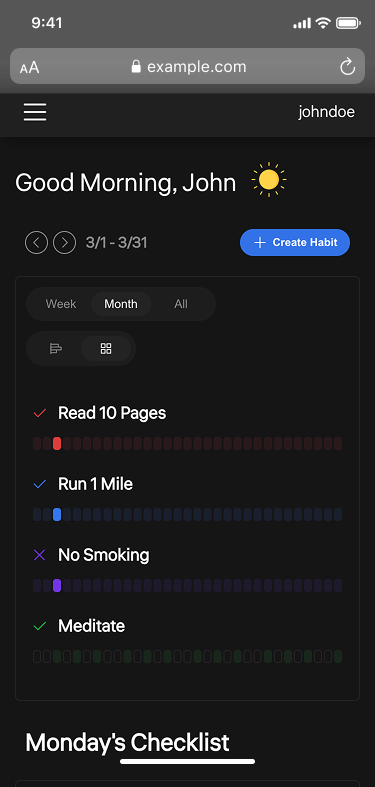 9:41
AA
example.com
johndoe
Good Morning, John
3/1 - 3/31
Create Habit
Week Month All
Read 10 Pages
Run 1 Mile
No Smoking
Meditate
Monday's Checklist